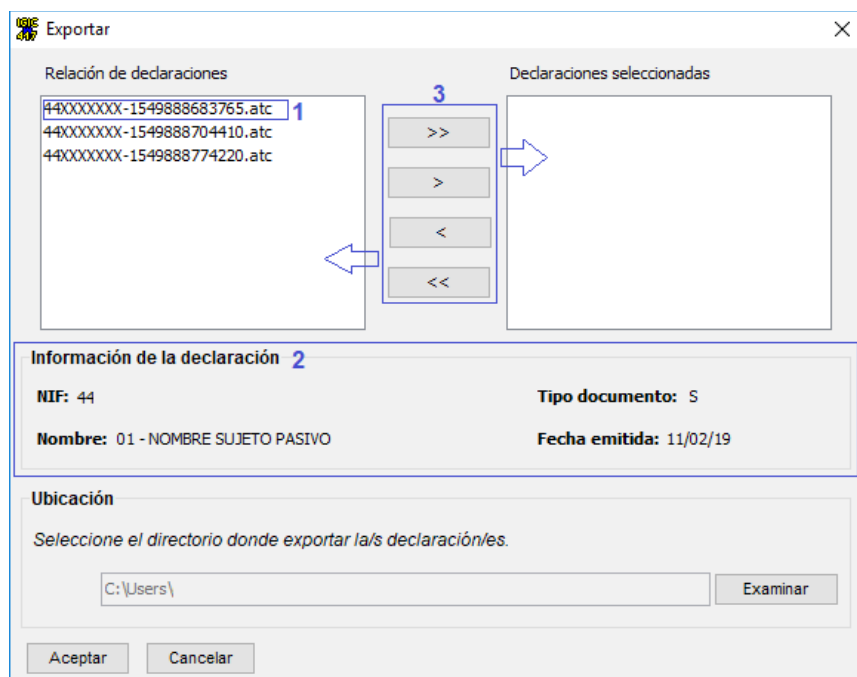 IGIC
417
Exportar
Relación de declaraciones
Declaraciones seleccionadas
3
44XXXXXXX-1549888683765.atc
1
44XXXXXXX-1549888704410.atc
44XXXXXXX-1549888774220.atc
>>
>
<
<<
Información de la declaración 2
NIF: 44
Tipo documento: S
Nombre: 01 - NOMBRE SUJETO PASIVO
Fecha emitida: 11/02/19
Ubicación
Seleccione el directorio donde exportar la/s declaración/es.
C:\Users\
Examinar
Aceptar
Cancelar